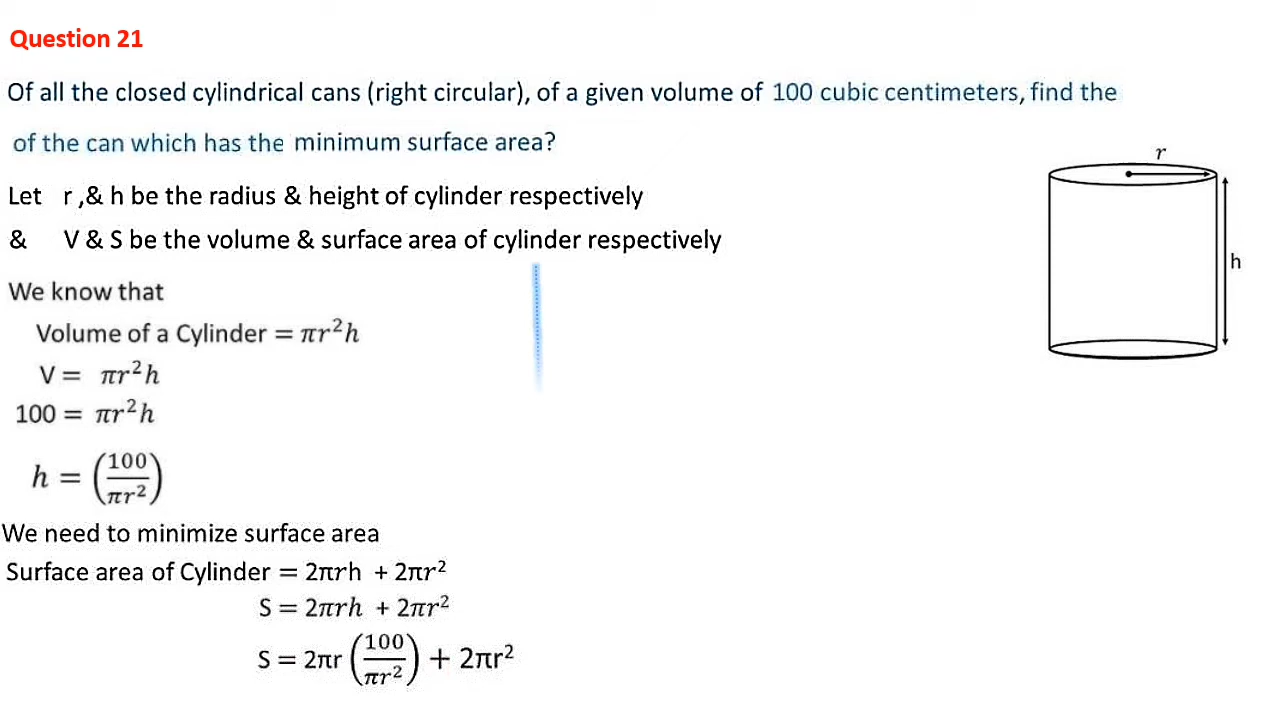 Question 21
Of all the closed cylindrical cans (right circular), of a given volume of 100 cubic centimeters, find the
of the can which has the minimum surface area?
Let r ,& h be the radius & height of cylinder respectively
& V & S be the volume & surface area of cylinder respectively
We know that
Volume of a Cylinder = πr²h
V = πr²h
100 = πr²h
h = (100/πr²)
We need to minimize surface area
Surface area of Cylinder = 2πrh + 2πr²
S = 2πrh + 2πr²
S = 2πr (100/πr²) + 2πr²
r
h